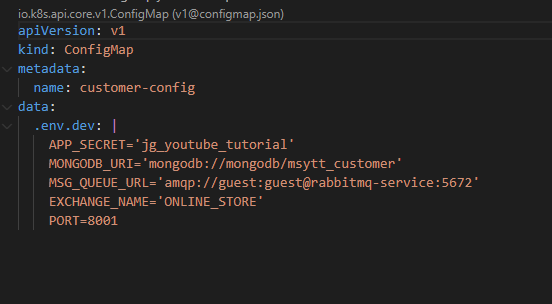 io.k8s.api.core.v1.ConfigMap (v1@configmap.json)
apiVersion: v1
kind: ConfigMap
metadata:
  name: customer-config
data:
  .env.dev: |
    APP_SECRET='jg_youtube_tutorial'
    MONGODB_URI='mongodb://mongodb/msytt_customer'
    MSG_QUEUE_URL='amqp://guest:guest@rabbitmq-service:5672'
    EXCHANGE_NAME='ONLINE_STORE'
    PORT=8001